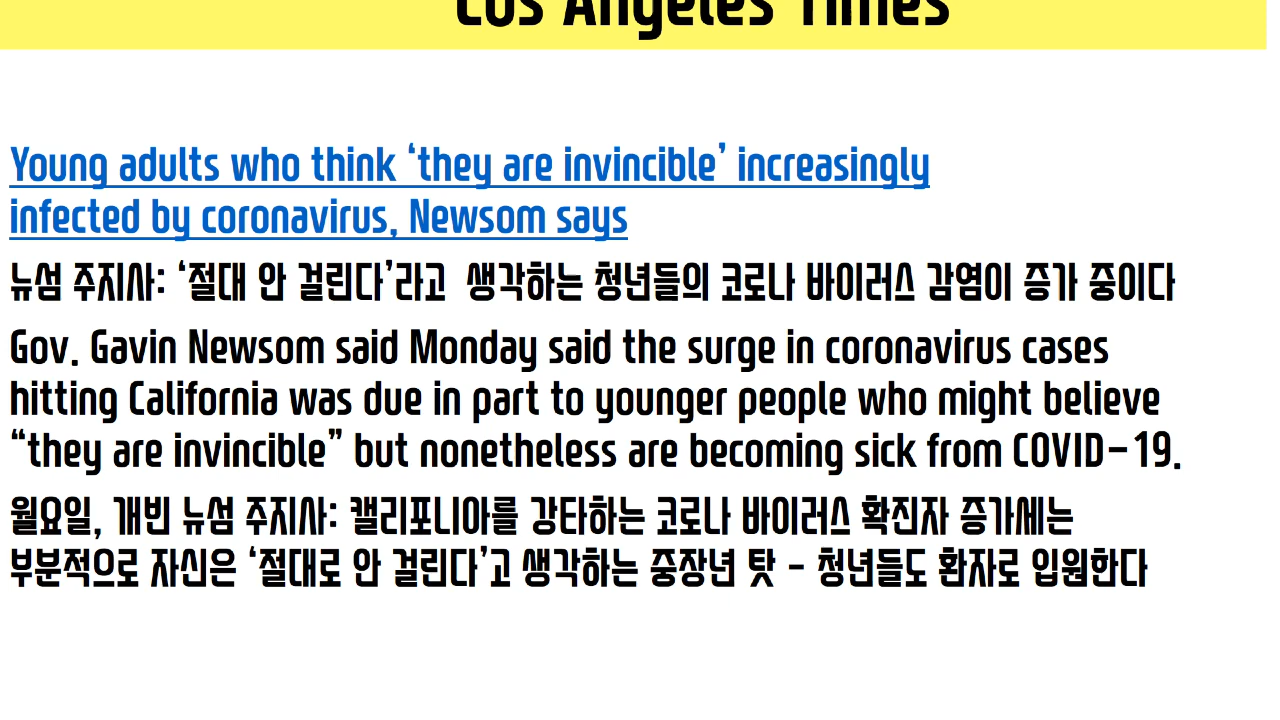 Los Angeles Times
Young adults who think ‘they are invincible’ increasingly
infected by coronavirus, Newsom says
뉴섬 주지사: ‘절대 안 걸린다’라고 생각하는 청년들의 코로나 바이러스 감염이 증가 중이다
Gov. Gavin Newsom said Monday said the surge in coronavirus cases
hitting California was due in part to younger people who might believe
“they are invincible” but nonetheless are becoming sick from COVID-19.
월요일, 개빈 뉴섬 주지사: 캘리포니아를 강타하는 코로나 바이러스 확진자 증가세는
부분적으로 자신은 ‘절대로 안 걸린다’고 생각하는 중장년 탓 - 청년들도 환자로 입원한다